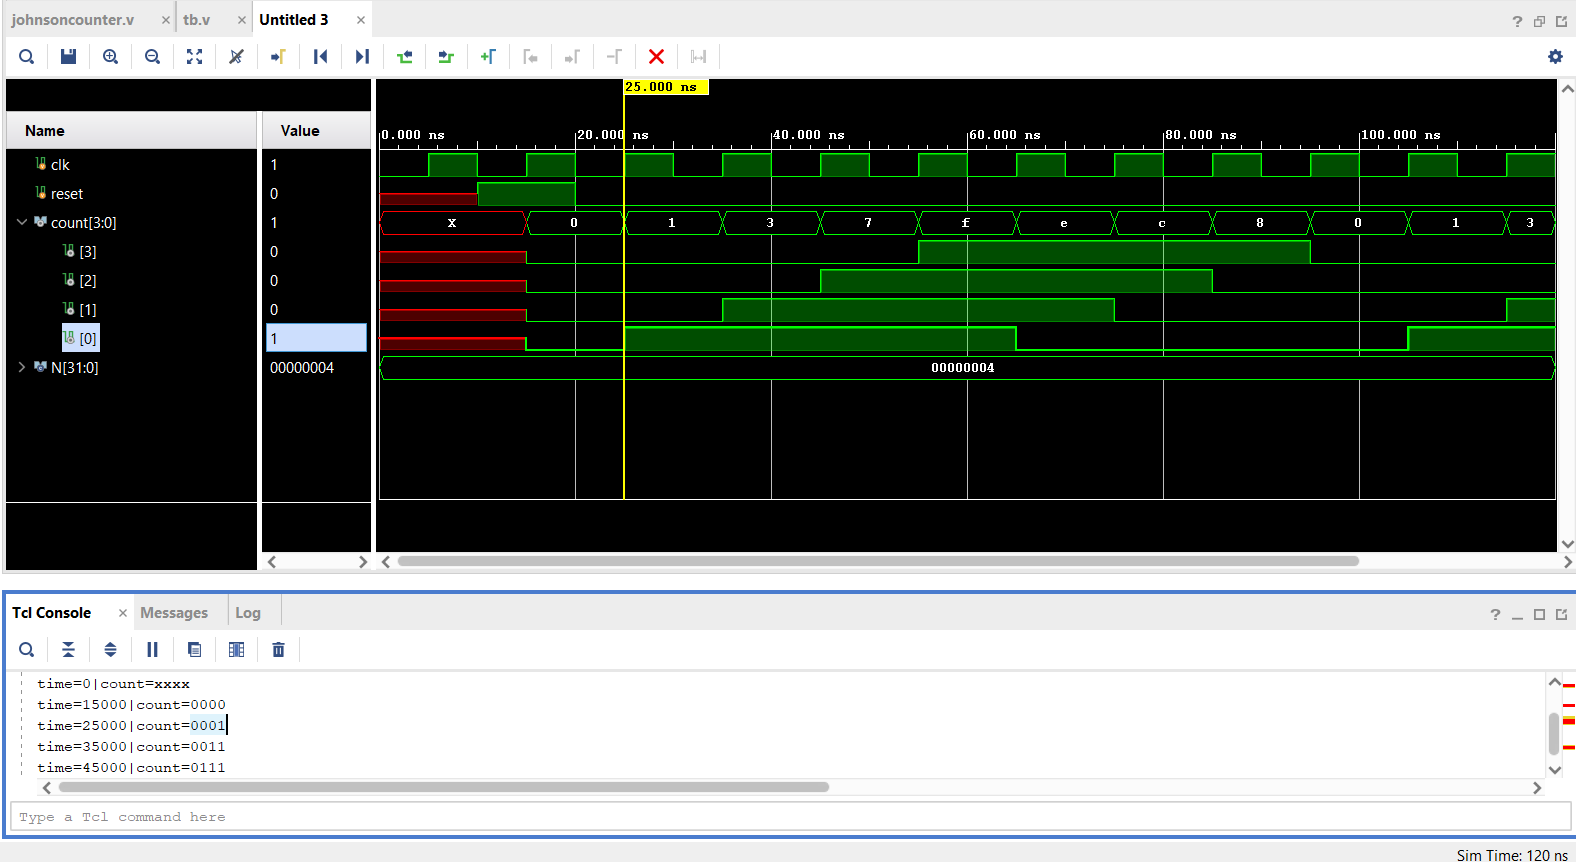 johnsoncounter.v × tb.v × Untitled 3 ×
?
25.000 ns
Name Value
0.000 ns 20.000 ns 40.000 ns 60.000 ns 80.000 ns 100.000 ns
clk 1
reset 0
count[3:0] 1 X 0 1 3 7 f e c 8 0 1 3
[3] 0
[2] 0
[1] 0
[0] 1
N[31:0] 00000004 00000004
Tcl Console × Messages Log ?
time=0|count=xxxx
time=15000|count=0000
time=25000|count=0001
time=35000|count=0011
time=45000|count=0111
Type a Tcl command here
Sim Time: 120 ns